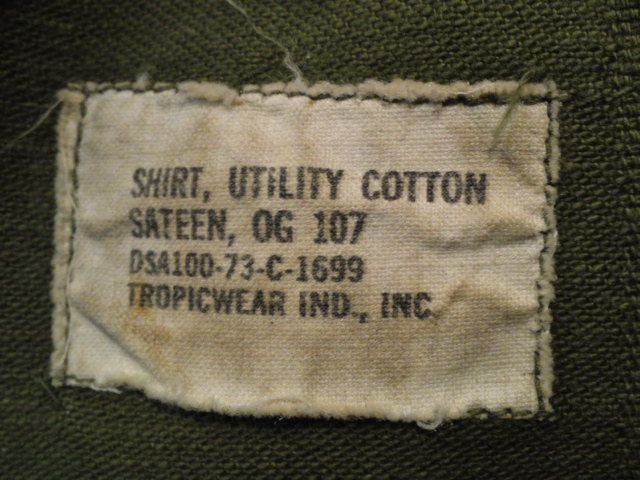 SHIRT, UTILITY COTTON
SATEEN, OG 107
DSA100-73-C-1699
TROPICWEAR IND., INC.